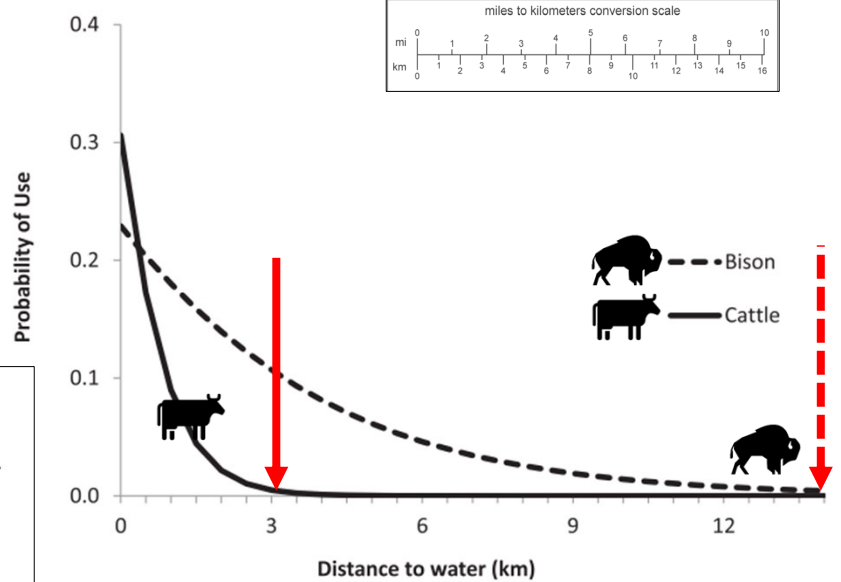 miles to kilometers conversion scale
mi 0 1 2 3 4 5 6 7 8 9 10
km 0 1 2 3 4 5 6 7 8 9 10 11 12 13 14 15 16
0.4
0.3
0.2
0.1
0.0
Probability of Use
Bison
Cattle
0 3 6 9 12
Distance to water (km)